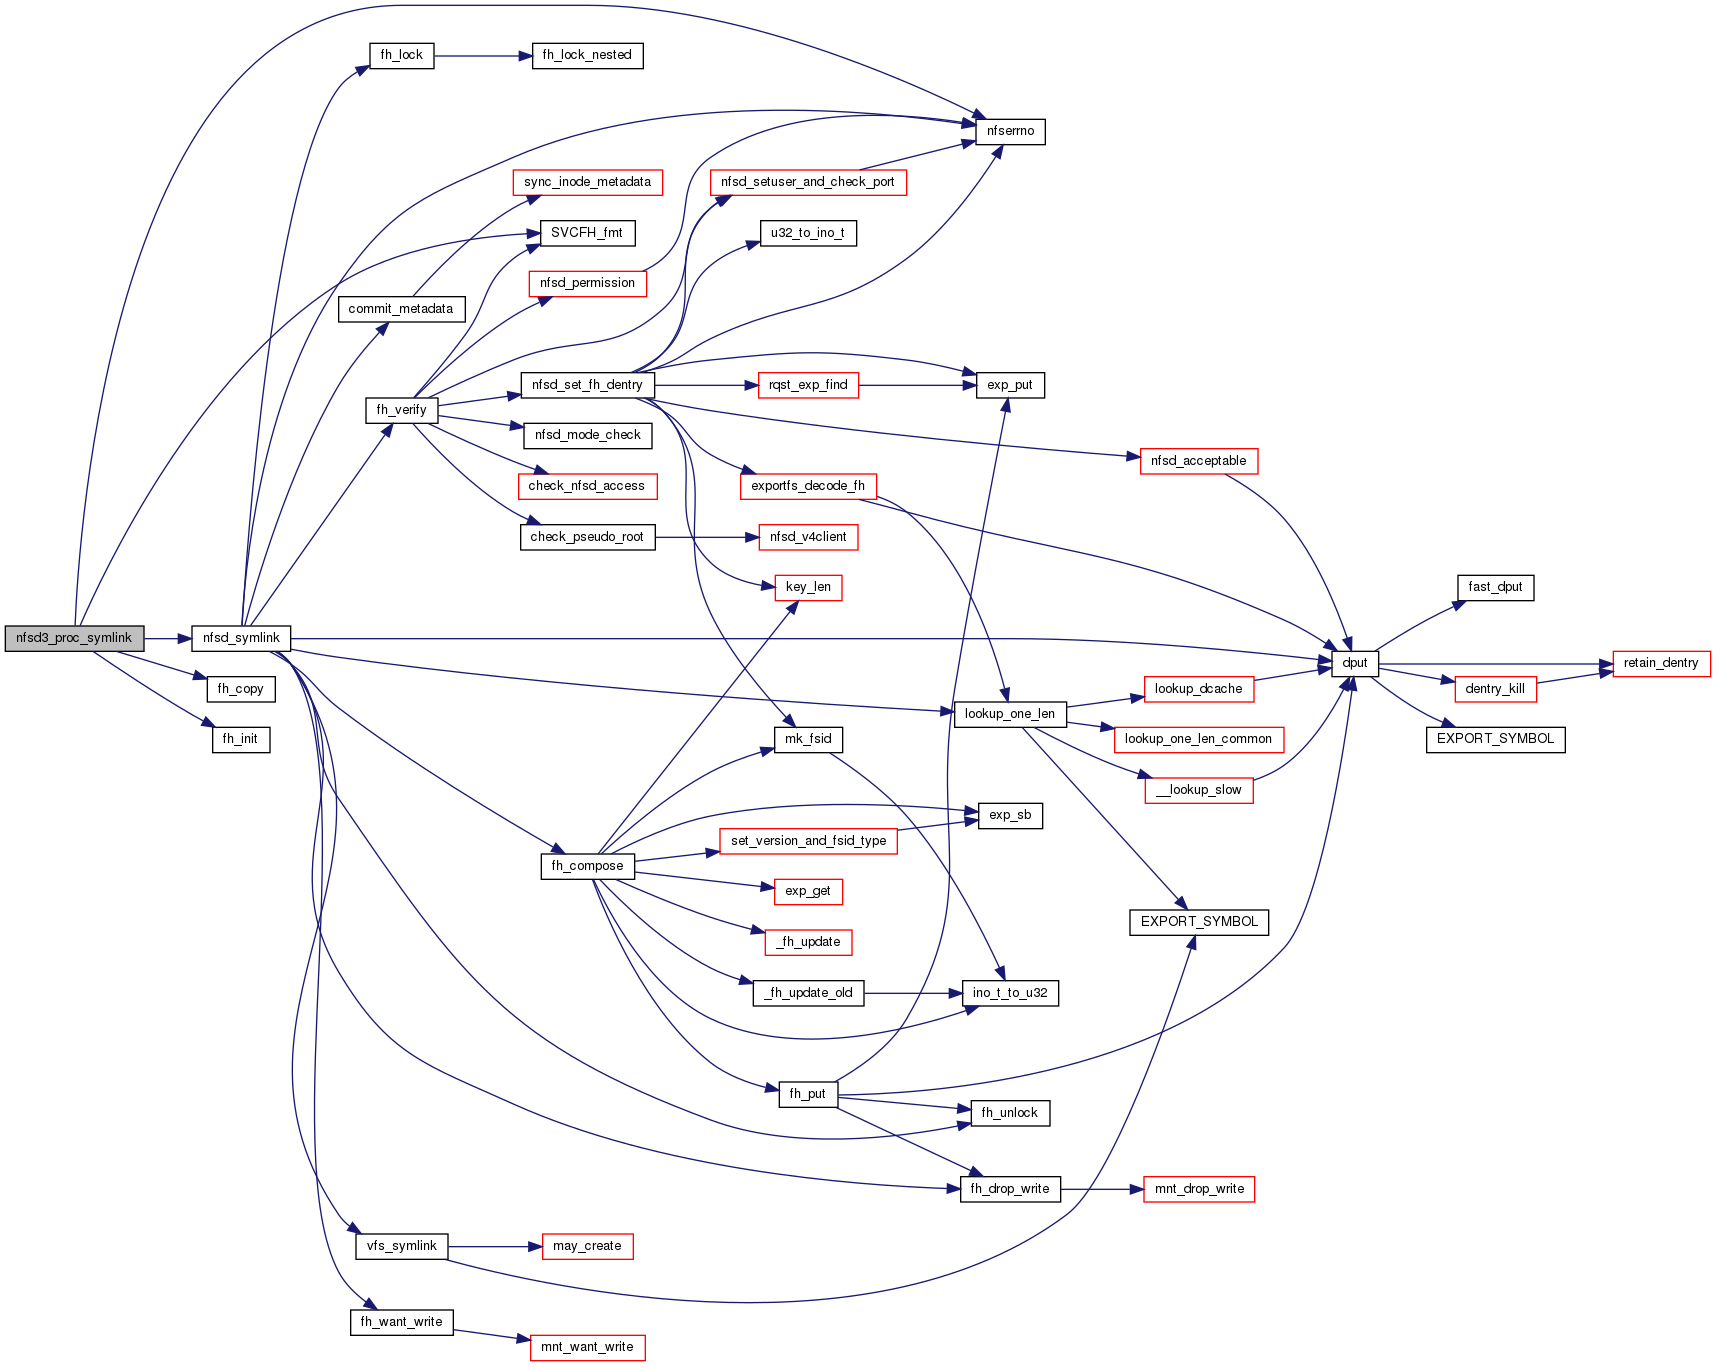 fh_lock
fh_lock_nested
nfserrno
sync_inode_metadata
nfsd_setuser_and_check_port
SVCFH_fmt
u32_to_ino_t
nfsd_permission
commit_metadata
nfsd_set_fh_dentry
rqst_exp_find
exp_put
fh_verify
nfsd_mode_check
nfsd_acceptable
check_nfsd_access
exportfs_decode_fh
check_pseudo_root
nfsd_v4client
key_len
fast_dput
nfsd3_proc_symlink
nfsd_symlink
dput
retain_dentry
fh_copy
lookup_dcache
dentry_kill
lookup_one_len
fh_init
mk_fsid
lookup_one_len_common
EXPORT_SYMBOL
__lookup_slow
exp_sb
set_version_and_fsid_type
fh_compose
exp_get
EXPORT_SYMBOL
_fh_update
_fh_update_old
ino_t_to_u32
fh_put
fh_unlock
fh_drop_write
mnt_drop_write
vfs_symlink
may_create
fh_want_write
mnt_want_write